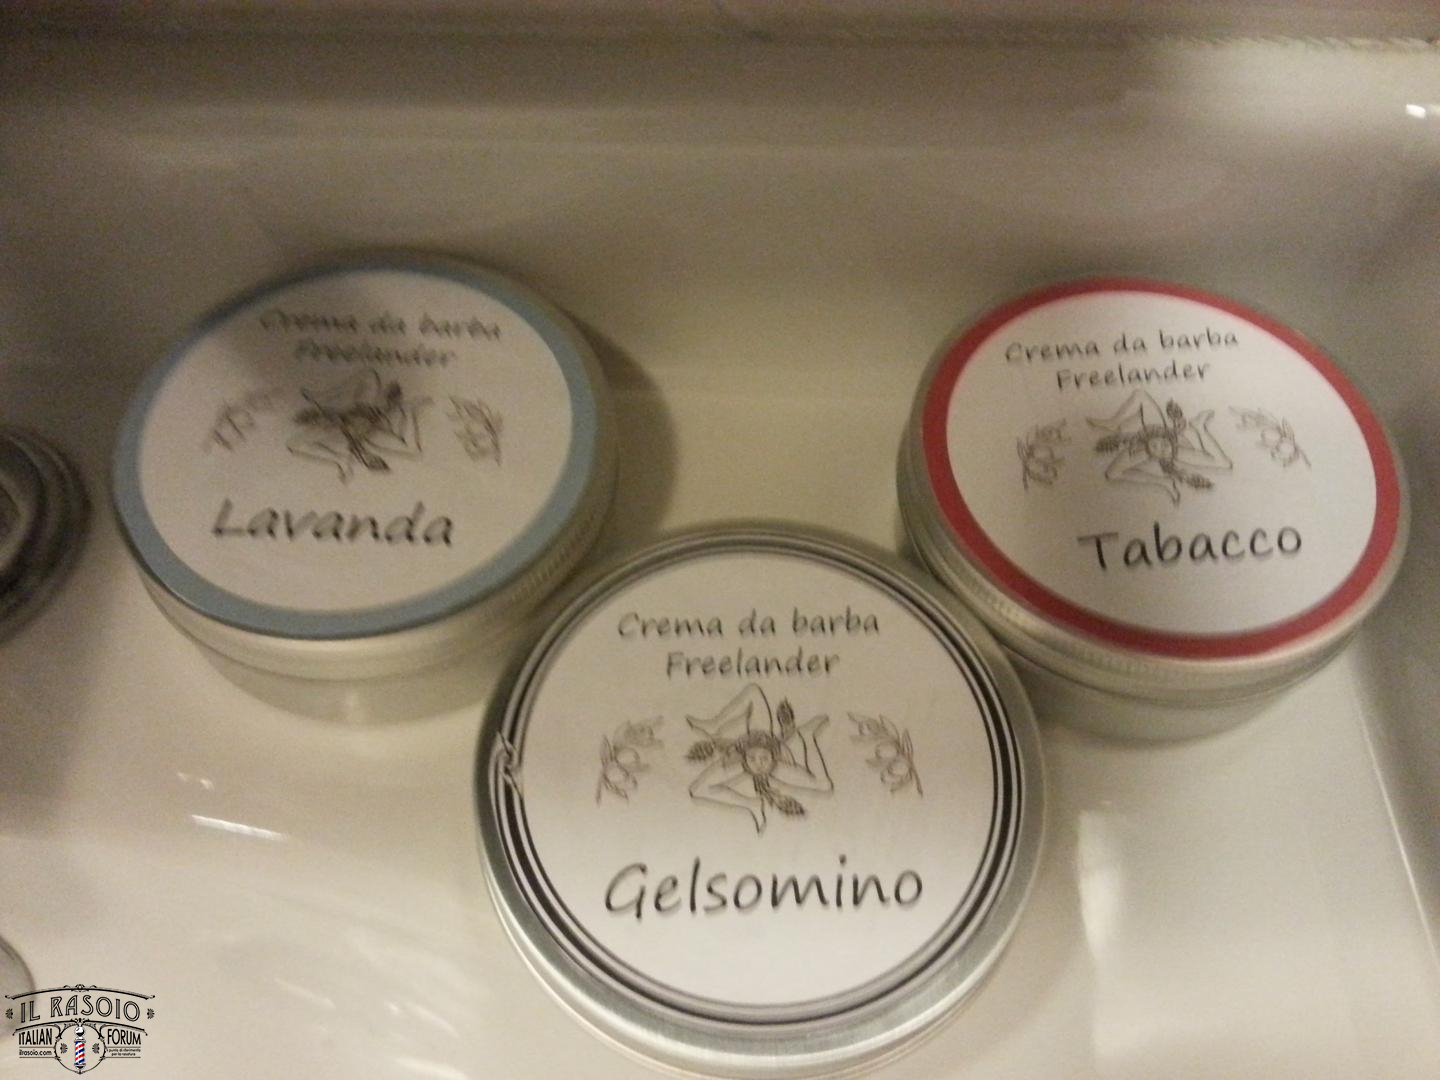 Crema da barba
Freelander
Lavanda
Crema da barba
Freelander
Tabacco
Crema da barba
Freelander
Gelsomino
IL RASOIO
ITALIAN FORUM
ilrasoio.com